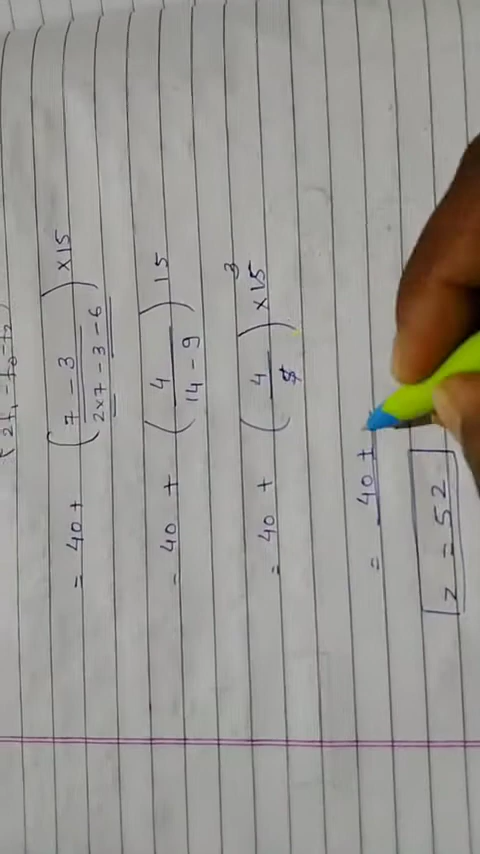 (2f₁ - f₀ - f₂)
= 40 + ( 7 - 3 / 2×7 - 3 - 6 ) ×15
= 40 + ( 4 / 14 - 9 ) 15
= 40 + ( 4 / 5 ) ×15 3
= 40 +
z = 52